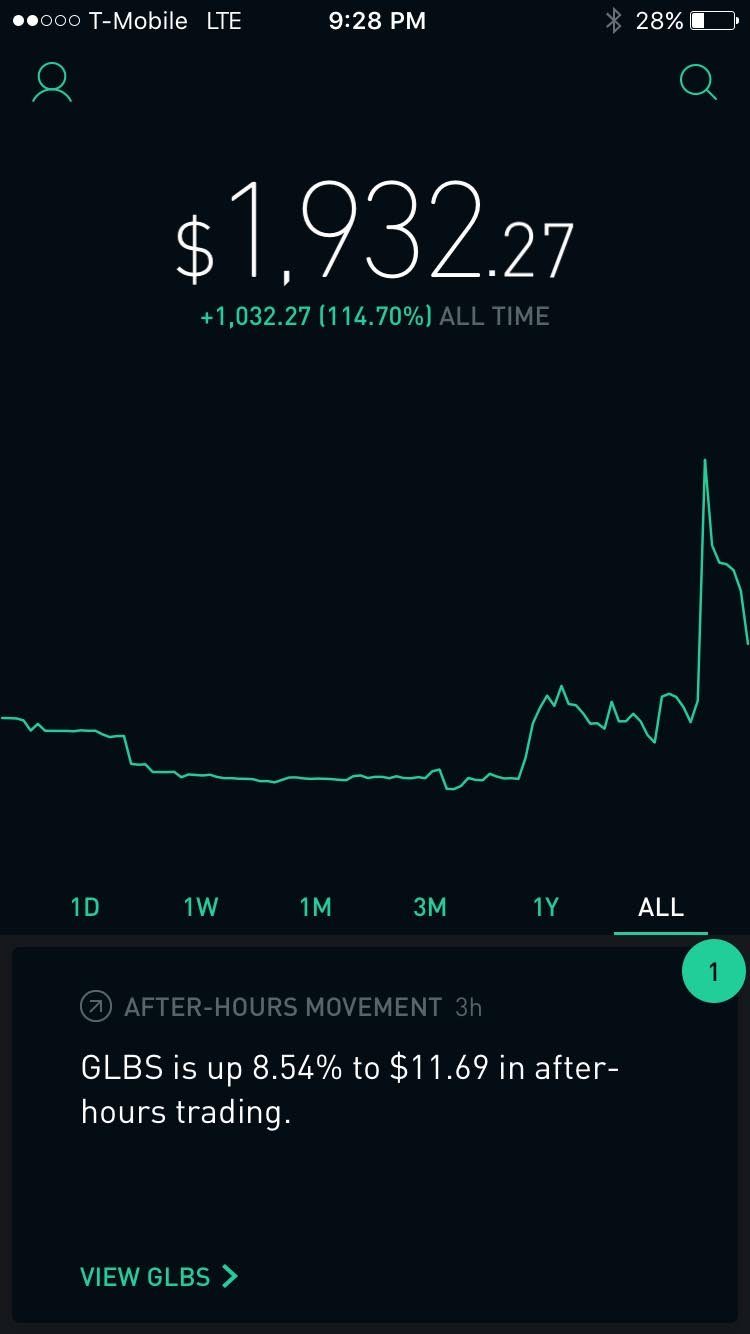 T-Mobile LTE 9:28 PM 28%
$1,932.27
+1,032.27 (114.70%) ALL TIME
1D 1W 1M 3M 1Y ALL
1
AFTER-HOURS MOVEMENT 3h
GLBS is up 8.54% to $11.69 in after-
hours trading.
VIEW GLBS